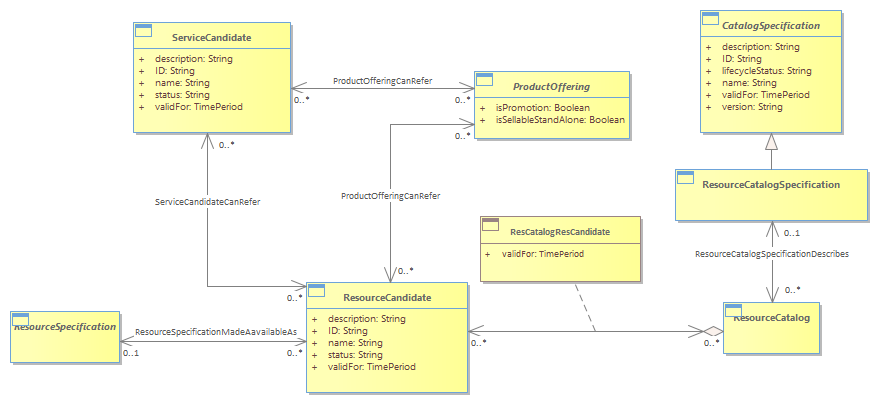 ServiceCandidate
+ description: String
+ ID: String
+ name: String
+ status: String
+ validFor: TimePeriod
ProductOfferingCanRefer
0..*
0..*
ProductOffering
+ isPromotion: Boolean
+ isSellableStandAlone: Boolean
CatalogSpecification
+ description: String
+ ID: String
+ lifecycleStatus: String
+ name: String
+ validFor: TimePeriod
+ version: String
0..*
0..*
ServiceCandidateCanRefer
ProductOfferingCanRefer
ResourceCatalogSpecification
0..1
ResourceCatalogSpecificationDescribes
0..*
ResCatalogResCandidate
+ validFor: TimePeriod
0..*
0..*
ResourceCandidate
+ description: String
+ ID: String
+ name: String
+ status: String
+ validFor: TimePeriod
ResourceSpecification
ResourceSpecificationMadeAavailableAs
0..1
0..*
0..*
0..*
ResourceCatalog